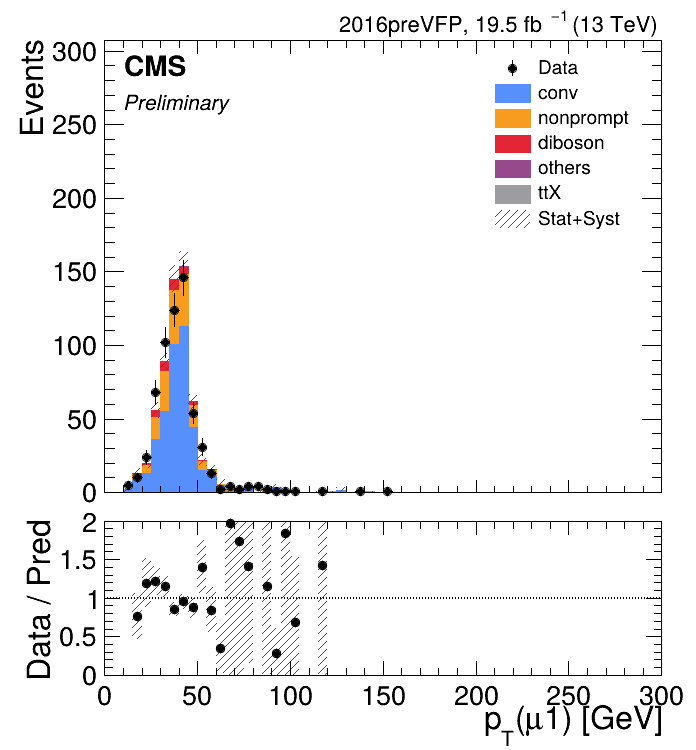 2016preVFP, 19.5 fb⁻¹ (13 TeV)
Events
300
250
200
150
100
50
0
CMS
Preliminary
Data
conv
nonprompt
diboson
others
ttX
Stat+Syst
Data / Pred
2
1.5
1
0.5
0
0 50 100 150 200 250 300
p_T(μ1) [GeV]